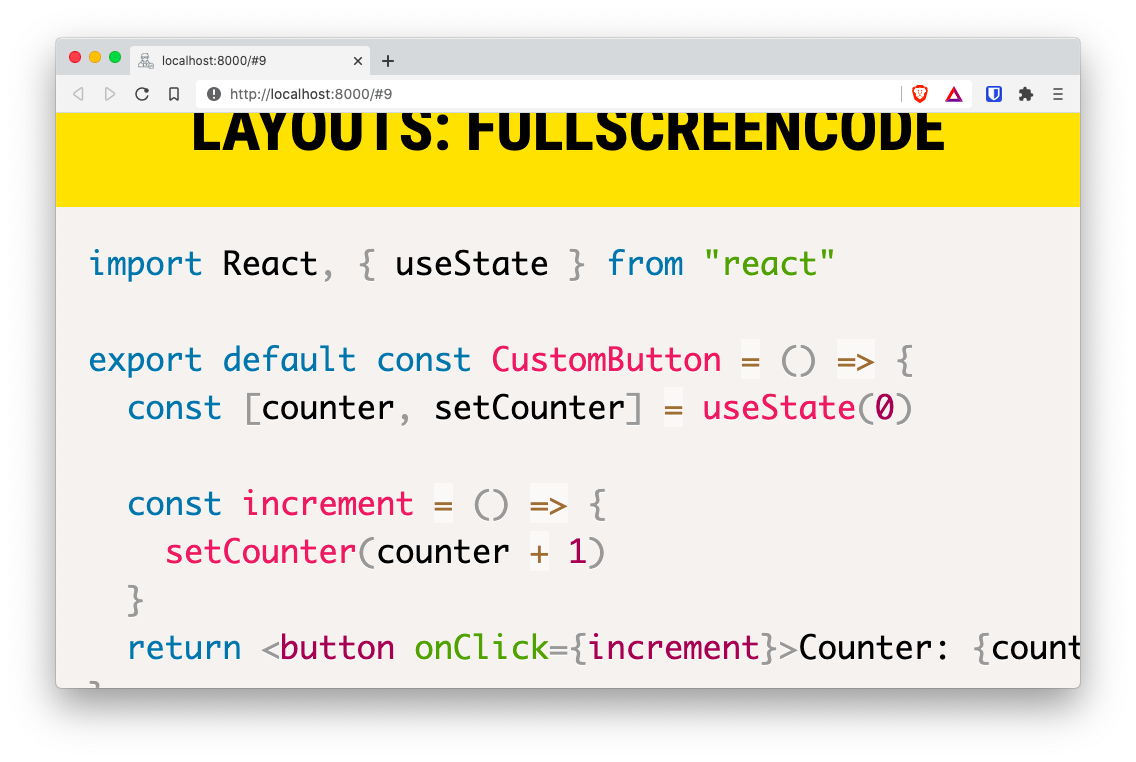 localhost:8000/#9
http://localhost:8000/#9
LAYOUTS: FULLSCREENCODE
import React, { useState } from "react"
export default const CustomButton = () => {
const [counter, setCounter] = useState(0)
const increment = () => {
setCounter(counter + 1)
}
return <button onClick={increment}>Counter: {count
}